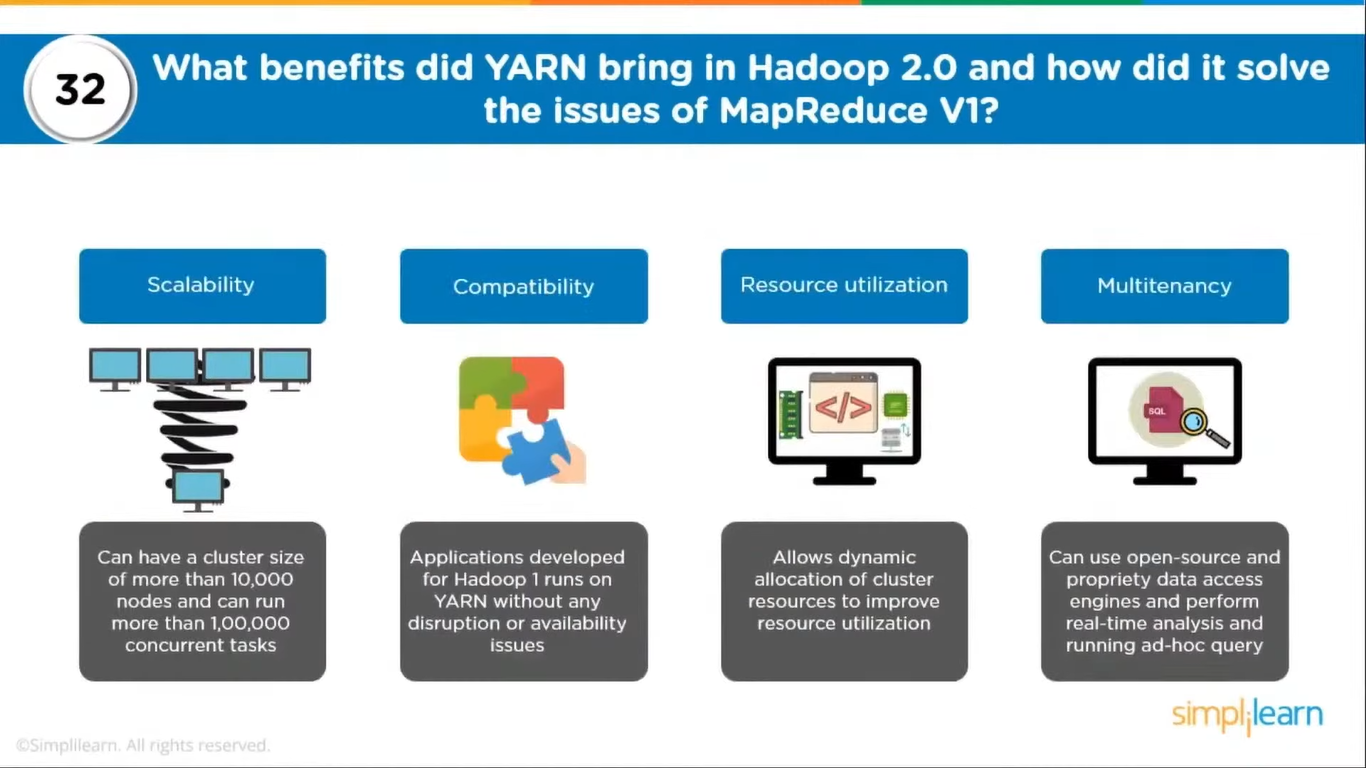 32
What benefits did YARN bring in Hadoop 2.0 and how did it solve
the issues of MapReduce V1?
Scalability
Can have a cluster size
of more than 10,000
nodes and can run
more than 1,00,000
concurrent tasks
Compatibility
Applications developed
for Hadoop 1 runs on
YARN without any
disruption or availability
issues
Resource utilization
</>
Allows dynamic
allocation of cluster
resources to improve
resource utilization
Multitenancy
SQL
Can use open-source and
propriety data access
engines and perform
real-time analysis and
running ad-hoc query
simplilearn
©Simplilearn. All rights reserved.